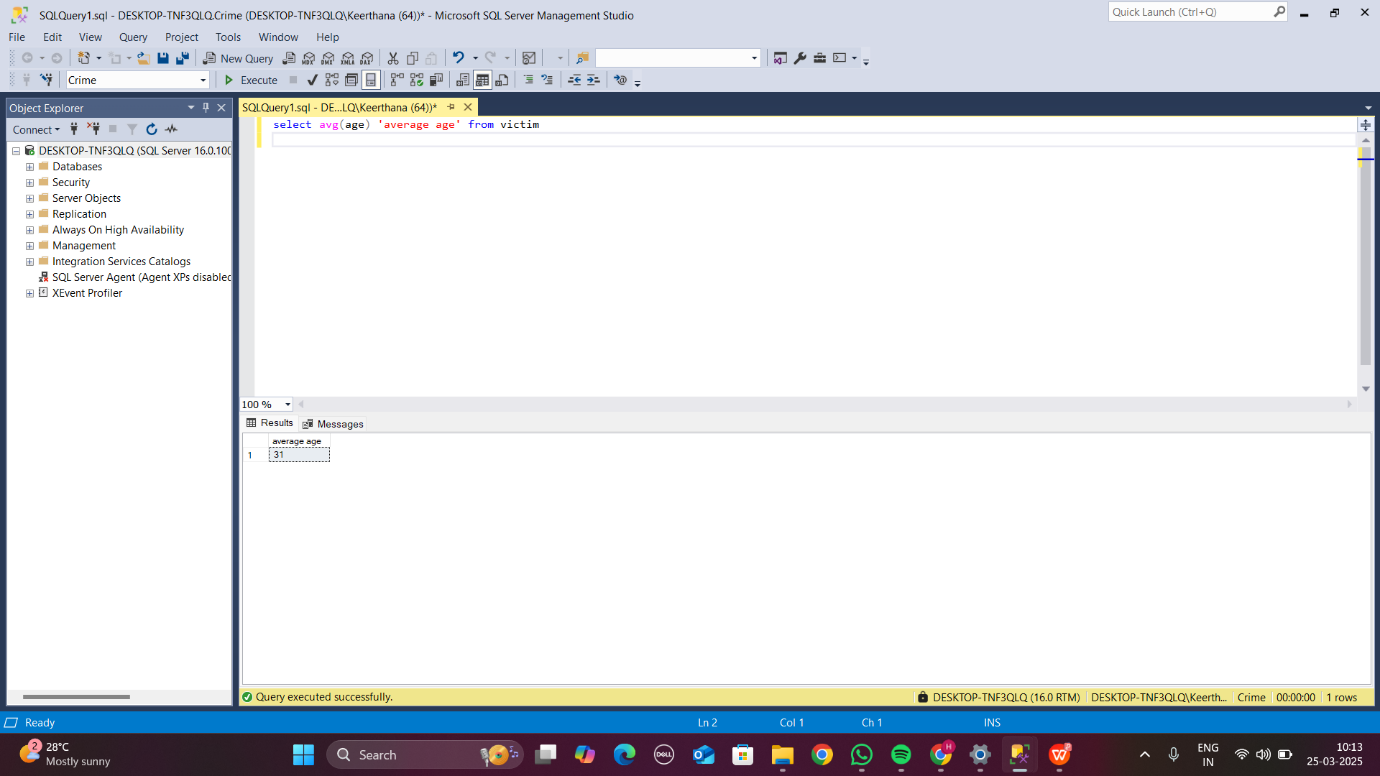 SQLQuery1.sql - DESKTOP-TNF3QLQ.Crime (DESKTOP-TNF3QLQ\Keerthana (64))* - Microsoft SQL Server Management Studio
Quick Launch (Ctrl+Q)
File Edit View Query Project Tools Window Help
New Query
Crime Execute
Object Explorer
SQLQuery1.sql - DE...LQ\Keerthana (64))*
Connect
select avg(age) 'average age' from victim
DESKTOP-TNF3QLQ (SQL Server 16.0.100
Databases
Security
Server Objects
Replication
Always On High Availability
Management
Integration Services Catalogs
SQL Server Agent (Agent XPs disabled
XEvent Profiler
100 %
Results Messages
average age
1 31
Query executed successfully. DESKTOP-TNF3QLQ (16.0 RTM) DESKTOP-TNF3QLQ\Keerth... Crime 00:00:00 1 rows
Ready Ln 2 Col 1 Ch 1 INS
2 28°C
Mostly sunny
Search
DELL
H
ENG
IN
10:13
25-03-2025